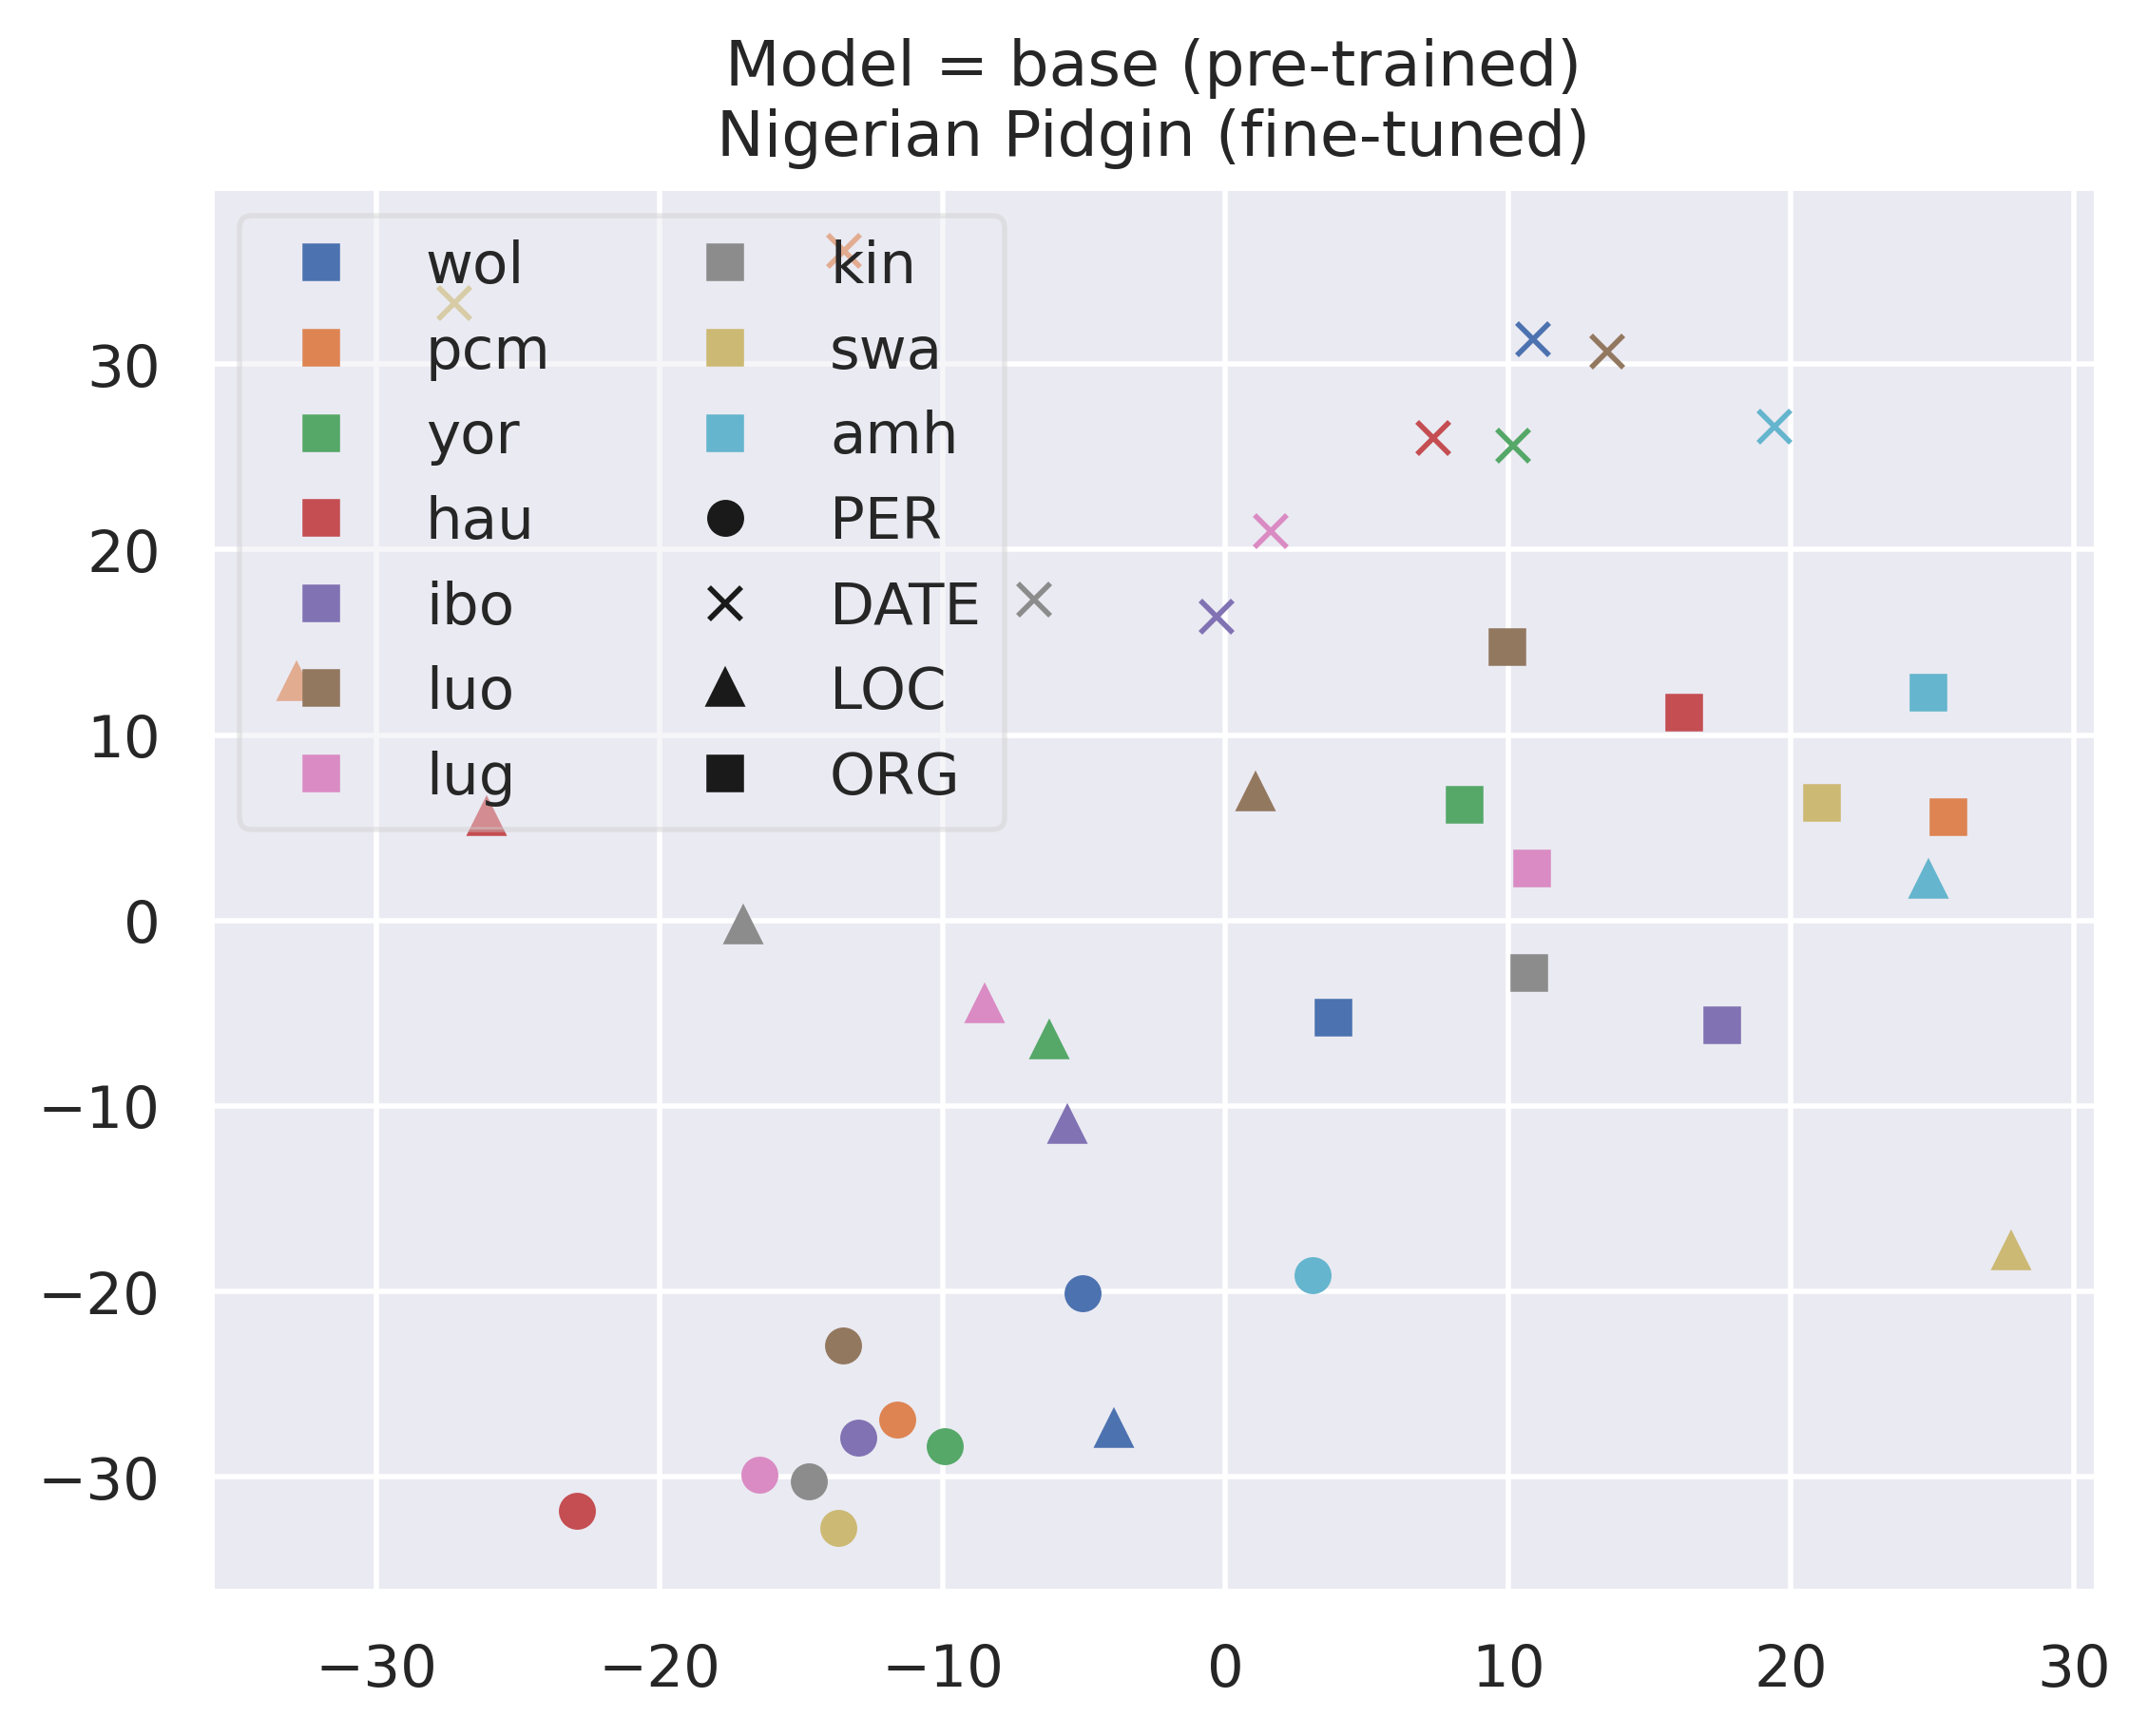 Model = base (pre-trained)
Nigerian Pidgin (fine-tuned)
wol
pcm
yor
hau
ibo
luo
lug
kin
swa
amh
PER
DATE
LOC
ORG
30
20
10
0
−10
−20
−30
−30 −20 −10 0 10 20 30